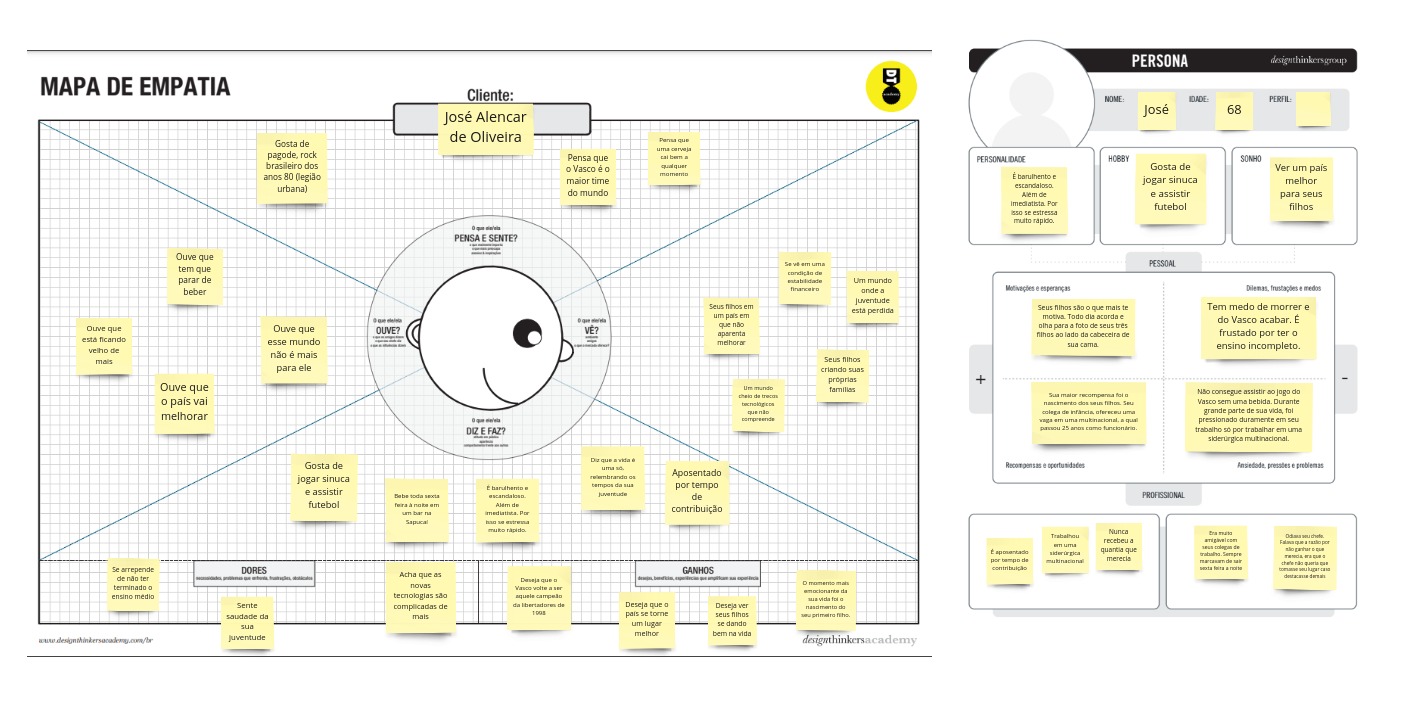 MAPA DE EMPATIA
Cliente:
José Alencar
de Oliveira
DT
academy
Gosta de
pagode, rock
brasileiro dos
anos 80 (legião
urbana)
Pensa que
o Vasco é o
maior time
do mundo
Pensa que
uma cerveja
cai bem a
qualquer
momento
O que ele/ela
PENSA E SENTE?
Ouve que
tem que
parar de
beber
Ouve que
está ficando
velho de
mais
Ouve que
esse mundo
não é mais
para ele
Ouve que
o país vai
melhorar
O que ele/ela
OUVE?
O que ele/ela
VÊ?
Se vê em uma
condição de
estabilidade
financeiro
Um mundo
onde a
juventude
está perdida
Seus filhos em
um país em
que não
aparenta
melhorar
Seus filhos
criando suas
próprias
famílias
Um mundo
cheio de trecos
tecnológicos
que não
compreende
O que ele/ela
DIZ E FAZ?
Gosta de
jogar sinuca
e assistir
futebol
Bebe toda sexta
feira à noite em
um bar na
Sapucaí
É barulhento e
escandaloso.
Além de
imediatista. Por
isso se estressa
muito rápido.
Diz que a vida é
uma só,
relembrando os
tempos da sua
juventude
Aposentado
por tempo
de
contribuição
DORES
necessidades, problemas que enfrenta, frustrações, obstáculos
Se arrepende
de não ter
terminado o
ensino médio
Sente
saudade da
sua
juventude
Acha que as
novas
tecnologias são
complicadas de
mais
GANHOS
desejos, benefícios, experiências que amplificam sua experiência
Deseja que o
Vasco volte a ser
aquele campeão
da libertadores de
1998
Deseja que o
país se torne
um lugar
melhor
Deseja ver
seus filhos
se dando
bem na vida
O momento mais
emocionante da
sua vida foi o
nascimento do
seu primeiro filho.
www.designthinkersacademy.com/br
designthinkersacademy
PERSONA
designthinkersgroup
NOME:
José
IDADE:
68
PERFIL:
PERSONALIDADE
É barulhento e
escandaloso.
Além de
imediatista. Por
isso se estressa
muito rápido.
HOBBY
Gosta de
jogar sinuca
e assistir
futebol
SONHO
Ver um país
melhor
para seus
filhos
PESSOAL
Motivações e esperanças
Seus filhos são o que mais te
motiva. Todo dia acorda e
olha para a foto de seus três
filhos ao lado da cabeceira de
sua cama.
Dilemas, frustações e medos
Tem medo de morrer e
do Vasco acabar. É
frustado por ter o
ensino incompleto.
+
-
Sua maior recompensa foi o
nascimento dos seus filhos. Seu
colega de infância, ofereceu uma
vaga em uma multinacional, a qual
passou 25 anos como funcionário.
Recompensas e oportunidades
Não consegue assistir ao jogo do
Vasco sem uma bebida. Durante
grande parte de sua vida, foi
pressionado duramente em seu
trabalho só por trabalhar em uma
siderúrgica multinacional.
Ansiedade, pressões e problemas
PROFISSIONAL
É aposentado
por tempo de
contribuição
Trabalhou
em uma
siderúrgica
multinacional
Nunca
recebeu a
quantia que
merecia
Era muito
amigável com
seus colegas de
trabalho. Sempre
marcavam de sair
sexta feira a noite
Odiava seu chefe.
Falava que a razão por
não ganhar o que
merecia, era que o
chefe não queria que
tomasse seu lugar caso
destacasse demais